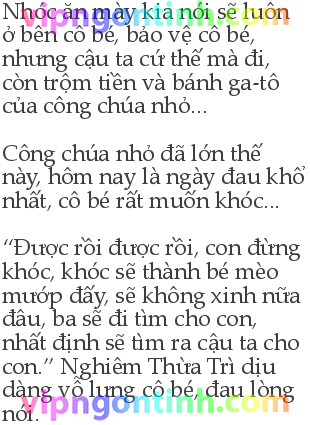 Nhóc ăn mày kia nói sẽ luôn
vipngontinh.com
ở bên cô bé, bảo vệ cô bé,
nhưng cậu ta cứ thế mà đi,
còn trộm tiền và bánh ga-tô
của công chúa nhỏ...
Công chúa nhỏ đã lớn thế
này, hôm nay là ngày đau khổ
nhất, cô bé rất muốn khóc...
“Được rồi được rồi, con đừng
khóc, khóc sẽ thành bé mèo
mướp đấy, sẽ không xinh nữa
đâu, ba sẽ đi tìm cho con,
nhất định sẽ tìm ra cậu ta cho
con.” Nghiêm Thừa Trì dịu
dàng vỗ lưng cô bé, đau lòng
nói.
vipngontinh.com